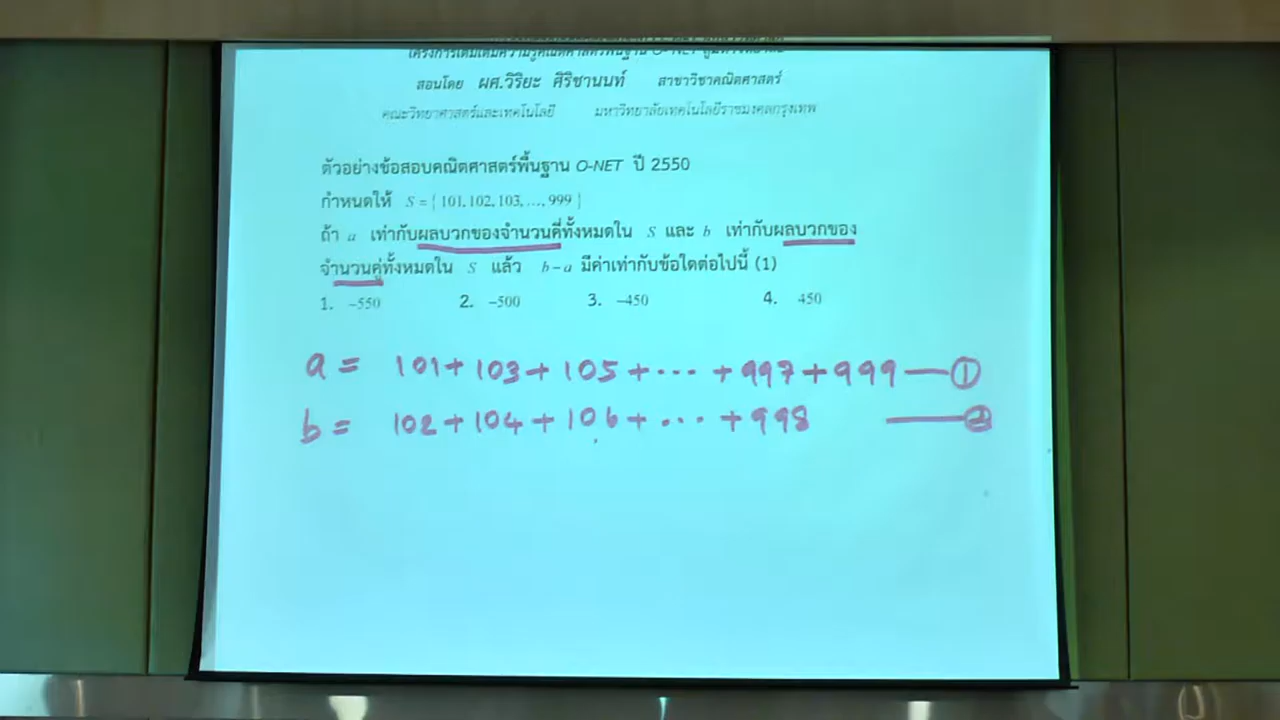 สอนโดย ผศ.วิริยะ ศิริชานนท์ สาขาวิชาคณิตศาสตร์
คณะวิทยาศาสตร์และเทคโนโลยี มหาวิทยาลัยเทคโนโลยีราชมงคลกรุงเทพ
ตัวอย่างข้อสอบคณิตศาสตร์พื้นฐาน O-NET ปี 2550
กำหนดให้ S = { 101, 102, 103, ..., 999 }
ถ้า a เท่ากับผลบวกของจำนวนคี่ทั้งหมดใน S และ b เท่ากับผลบวกของ
จำนวนคู่ทั้งหมดใน S แล้ว b – a มีค่าเท่ากับข้อใดต่อไปนี้ (1)
1. –550 2. –500 3. –450 4. 450
a = 101 + 103 + 105 + ... + 997 + 999 — ①
b = 102 + 104 + 106 + ... + 998 — ②